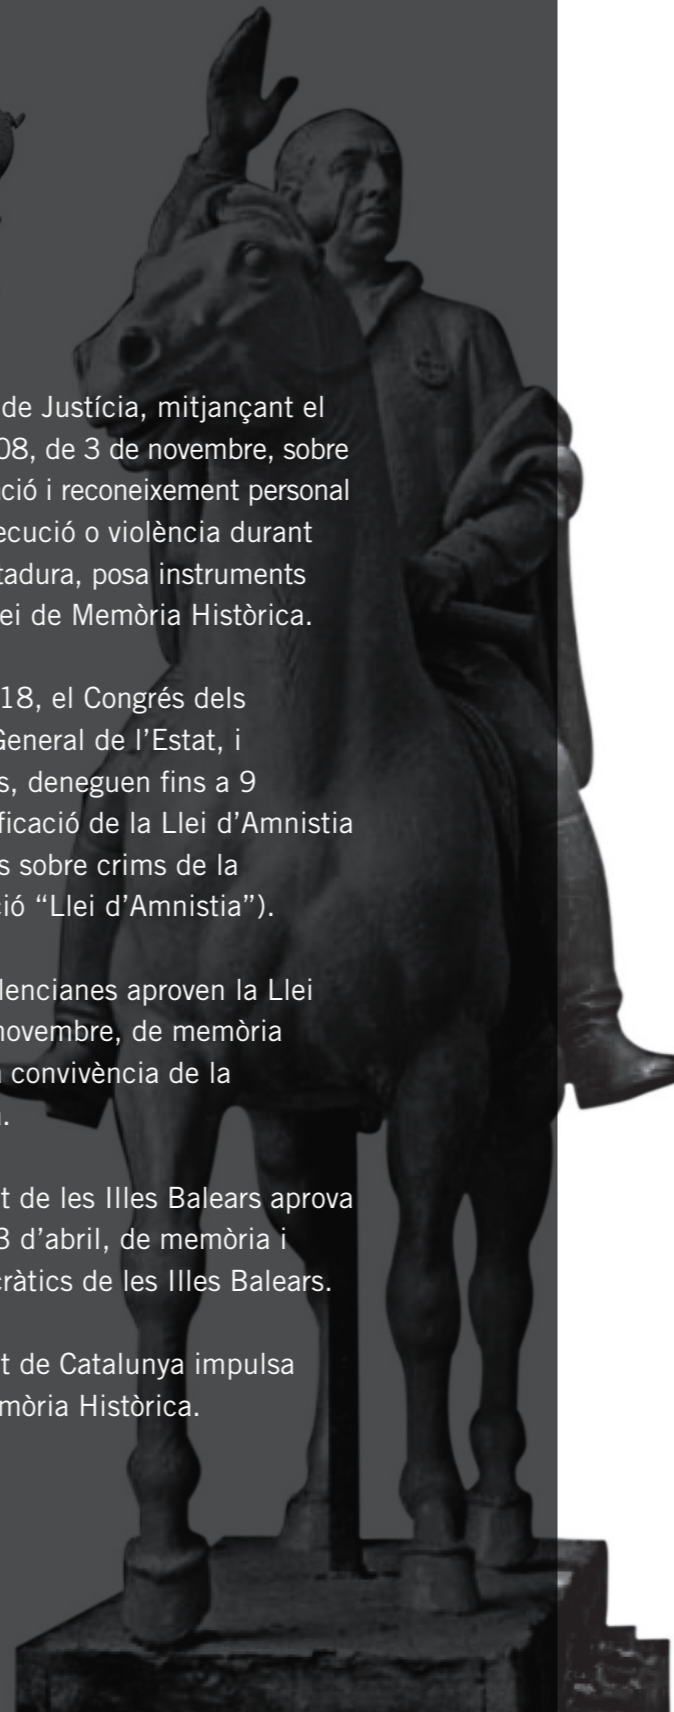 de Justícia, mitjançant el
08, de 3 de novembre, sobre
ció i reconeixement personal
ecució o violència durant
tadura, posa instruments
lei de Memòria Històrica.
18, el Congrés dels
General de l’Estat, i
s, deneguen fins a 9
ficació de la Llei d’Amnistia
s sobre crims de la
ció “Llei d’Amnistia”).
lencianes aproven la Llei
novembre, de memòria
a convivència de la
a.
t de les Illes Balears aprova
3 d’abril, de memòria i
cràtics de les Illes Balears.
t de Catalunya impulsa
mòria Històrica.